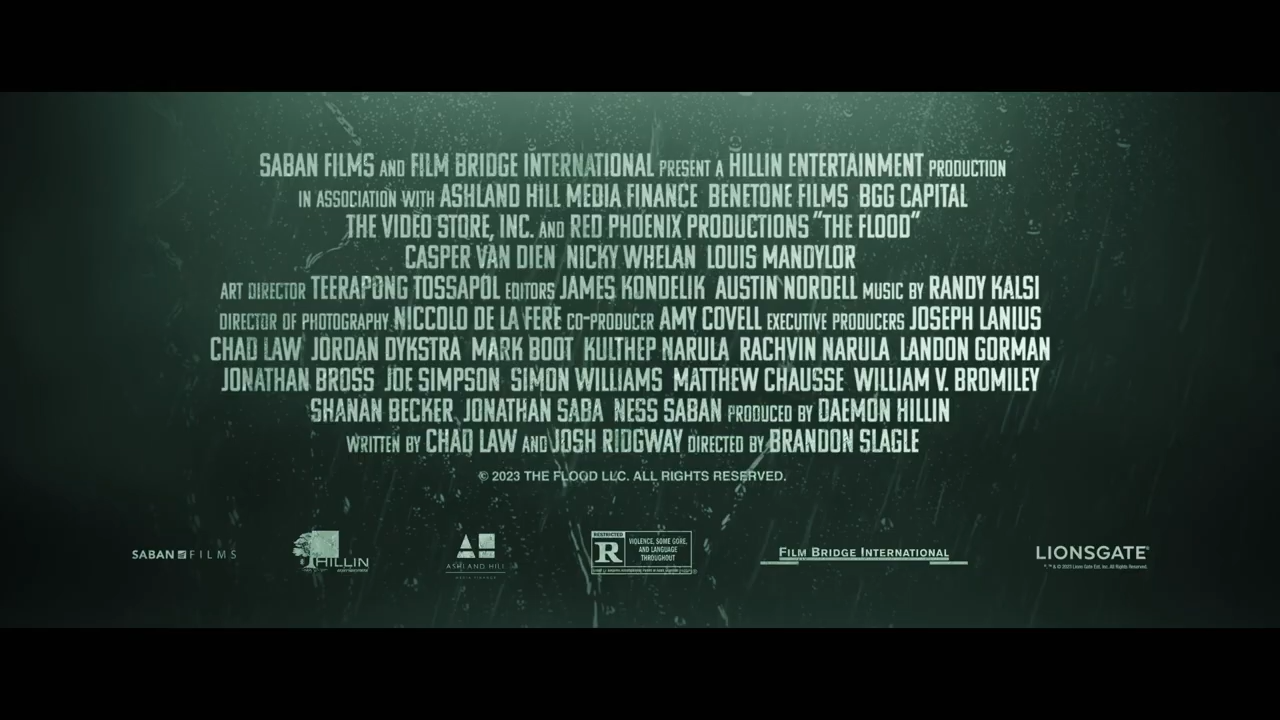 SABAN FILMS AND FILM BRIDGE INTERNATIONAL PRESENT A HILLIN ENTERTAINMENT PRODUCTION
IN ASSOCIATION WITH ASHLAND HILL MEDIA FINANCE BENETONE FILMS BGG CAPITAL
THE VIDEO STORE, INC. AND RED PHOENIX PRODUCTIONS "THE FLOOD"
CASPER VAN DIEN NICKY WHELAN LOUIS MANDYLOR
ART DIRECTOR TEERAPONG TOSSAPOL EDITORS JAMES KONDELIK AUSTIN NORDELL MUSIC BY RANDY KALSI
DIRECTOR OF PHOTOGRAPHY NICCOLO DE LA FERE CO-PRODUCER AMY COVELL EXECUTIVE PRODUCERS JOSEPH LANIUS
CHAD LAW JORDAN DYKSTRA MARK BOOT KULTHEP NARULA RACHVIN NARULA LANDON GORMAN
JONATHAN BROSS JOE SIMPSON SIMON WILLIAMS MATTHEW CHAUSSE WILLIAM V. BROMILEY
SHANAN BECKER JONATHAN SABA NESS SABAN PRODUCED BY DAEMON HILLIN
WRITTEN BY CHAD LAW AND JOSH RIDGWAY DIRECTED BY BRANDON SLAGLE
© 2023 THE FLOOD LLC. ALL RIGHTS RESERVED.
SABAN FILMS
HILLIN
ASHLAND HILL
MEDIA FINANCE
RESTRICTED
R
VIOLENCE, SOME GORE,
AND LANGUAGE
THROUGHOUT
FILM BRIDGE INTERNATIONAL
LIONSGATE